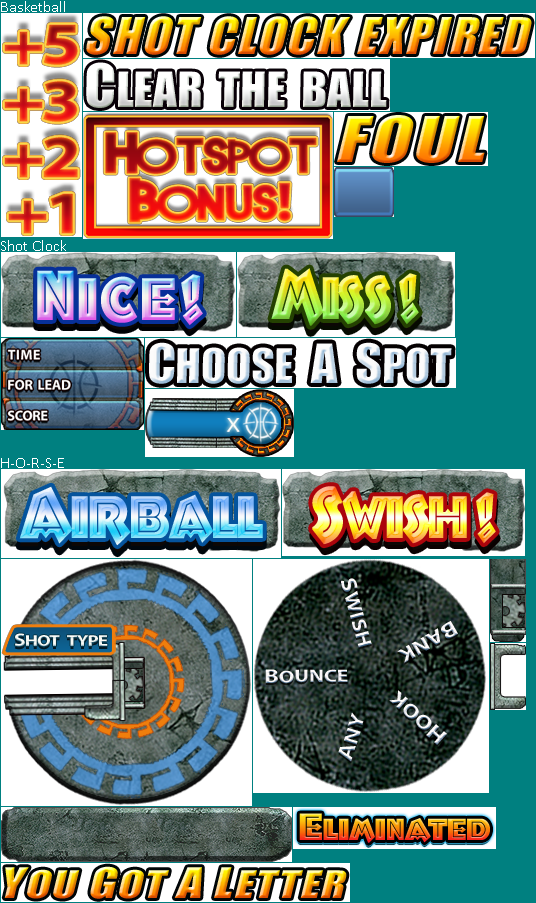 Basketball
+5
SHOT CLOCK EXPIRED
+3
CLEAR THE BALL
+2
HOTSPOT
BONUS!
FOUL
+1
Shot Clock
NICE!
MISS!
TIME
FOR LEAD
SCORE
CHOOSE A SPOT
X
H-O-R-S-E
AIRBALL
SWISH!
SHOT TYPE
SWISH
BANK
BOUNCE
HOOK
ANY
ELIMINATED
YOU GOT A LETTER